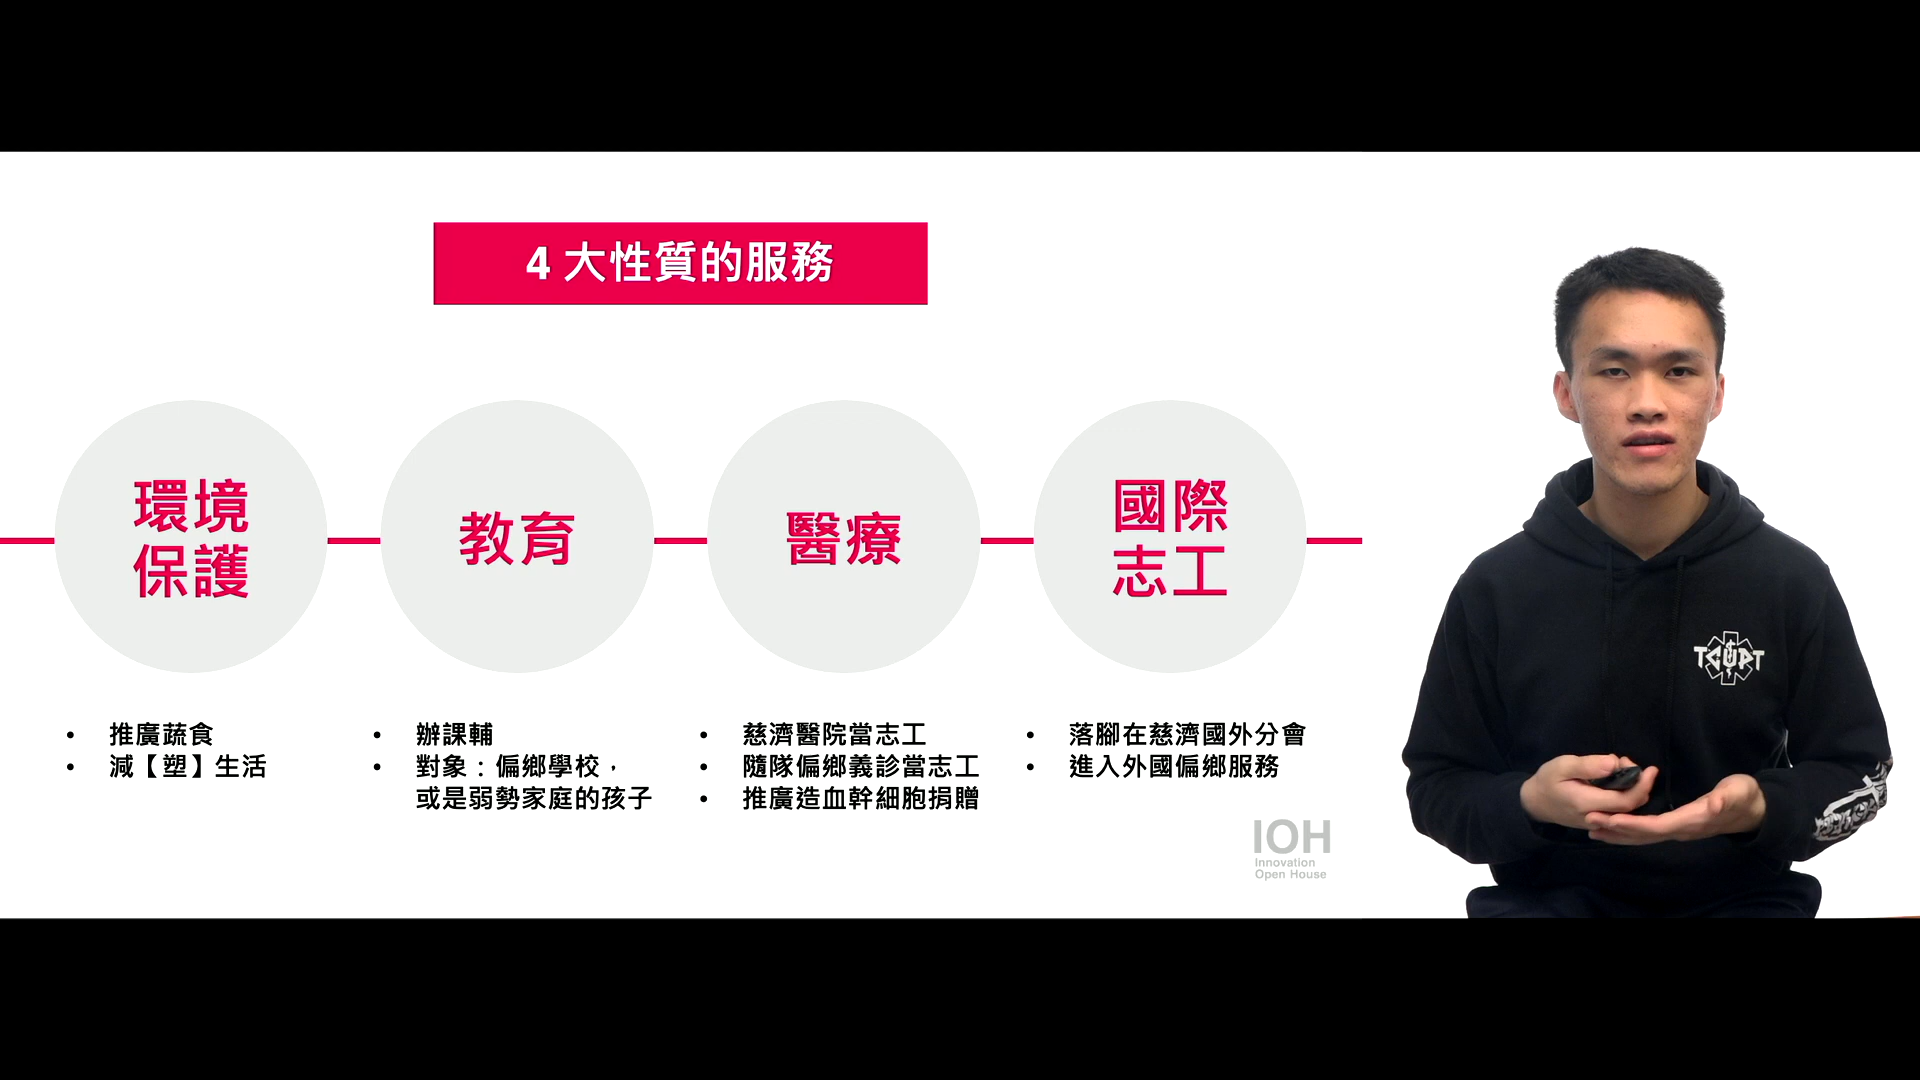 4 大性質的服務
環境
保護
教育
醫療
國際
志工
• 推廣蔬食
• 減【塑】生活
• 辦課輔
• 對象：偏鄉學校，
或是弱勢家庭的孩子
• 慈濟醫院當志工
• 隨隊偏鄉義診當志工
• 推廣造血幹細胞捐贈
• 落腳在慈濟國外分會
• 進入外國偏鄉服務
IOH
Innovation
Open House
TCUPT